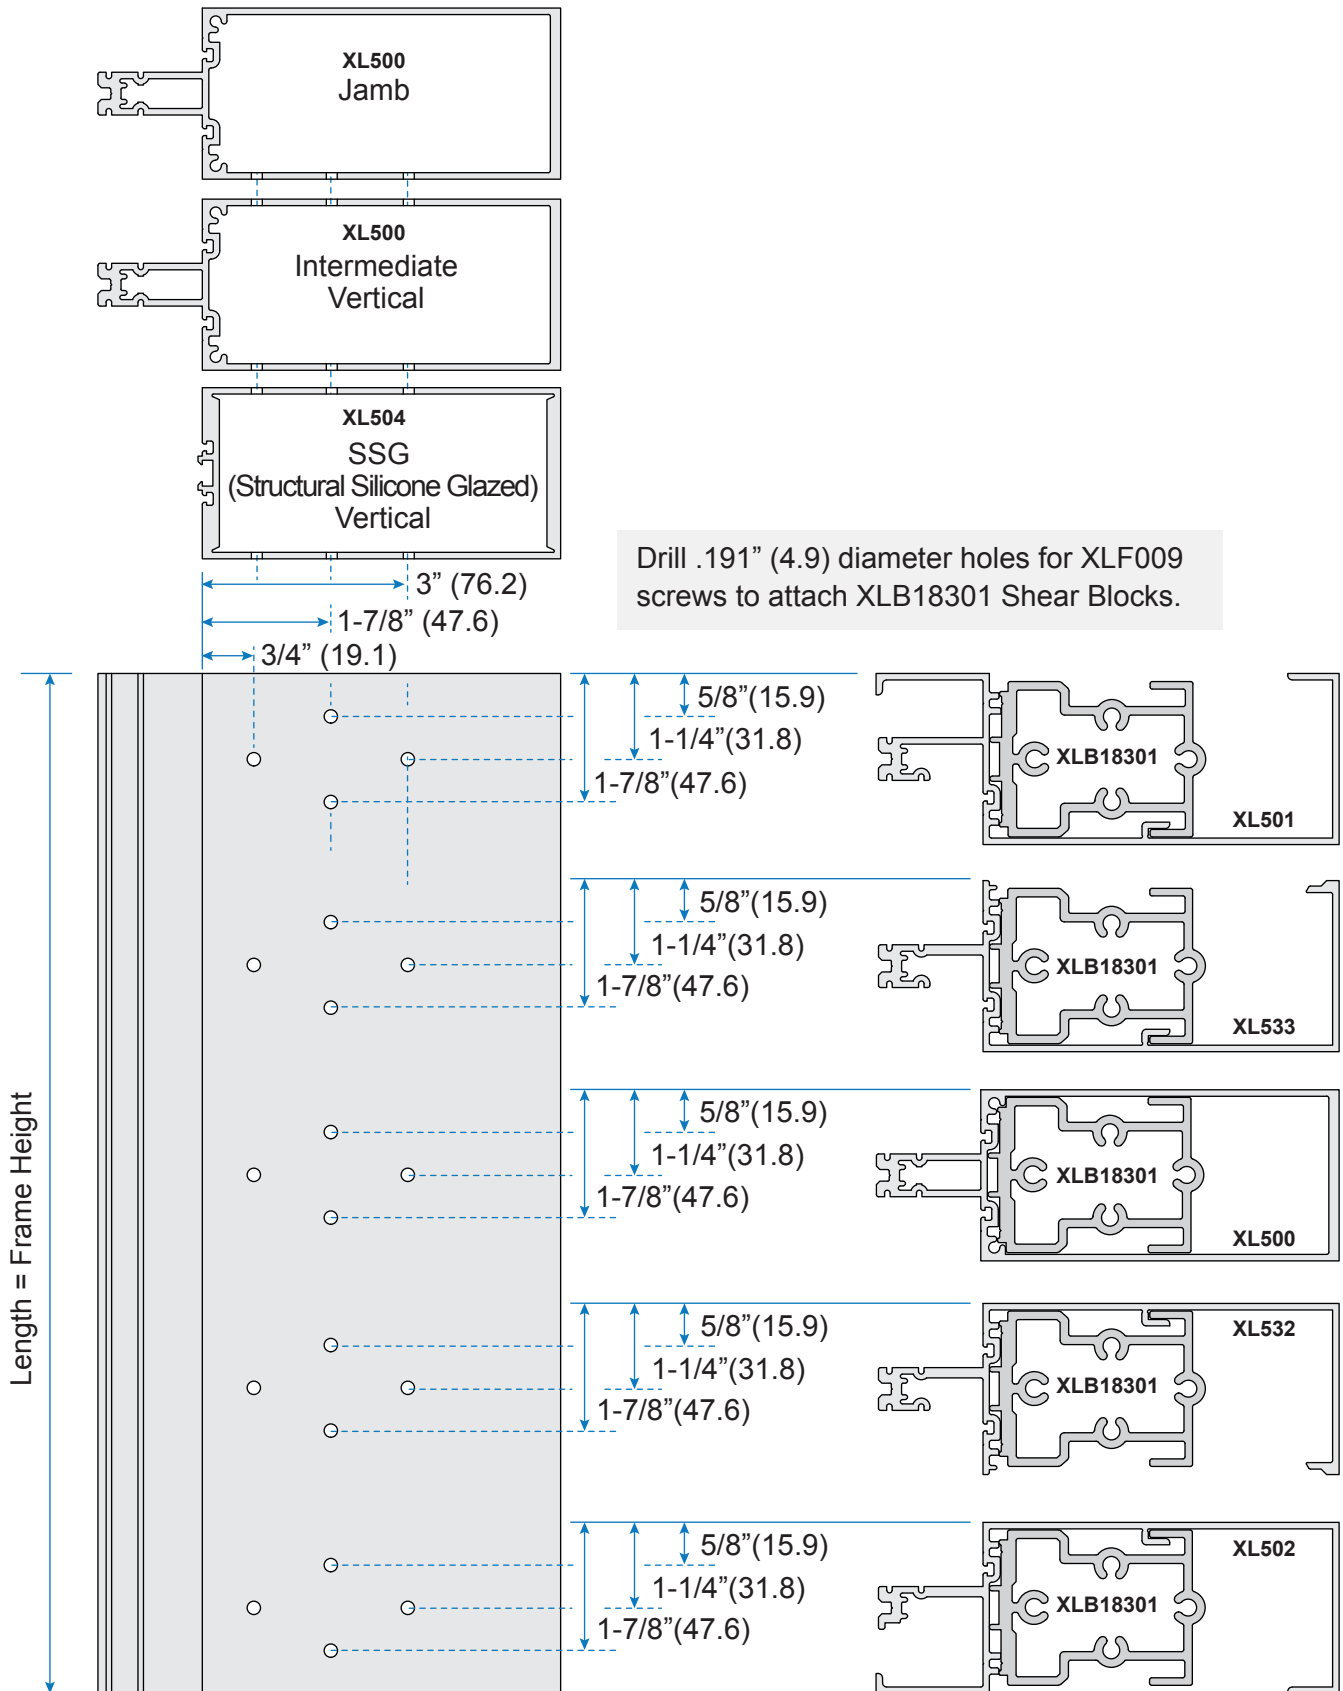 XL500
Jamb
XL500
Intermediate
Vertical
XL504
SSG
(Structural Silicone Glazed)
Vertical
Drill .191” (4.9) diameter holes for XLF009
screws to attach XLB18301 Shear Blocks.
3” (76.2)
1-7/8” (47.6)
3/4” (19.1)
5/8”(15.9)
1-1/4”(31.8)
1-7/8”(47.6)
XLB18301
XL501
5/8”(15.9)
1-1/4”(31.8)
1-7/8”(47.6)
XLB18301
XL533
Length = Frame Height
5/8”(15.9)
1-1/4”(31.8)
1-7/8”(47.6)
XLB18301
XL500
5/8”(15.9)
1-1/4”(31.8)
1-7/8”(47.6)
XL532
XLB18301
5/8”(15.9)
1-1/4”(31.8)
1-7/8”(47.6)
XL502
XLB18301